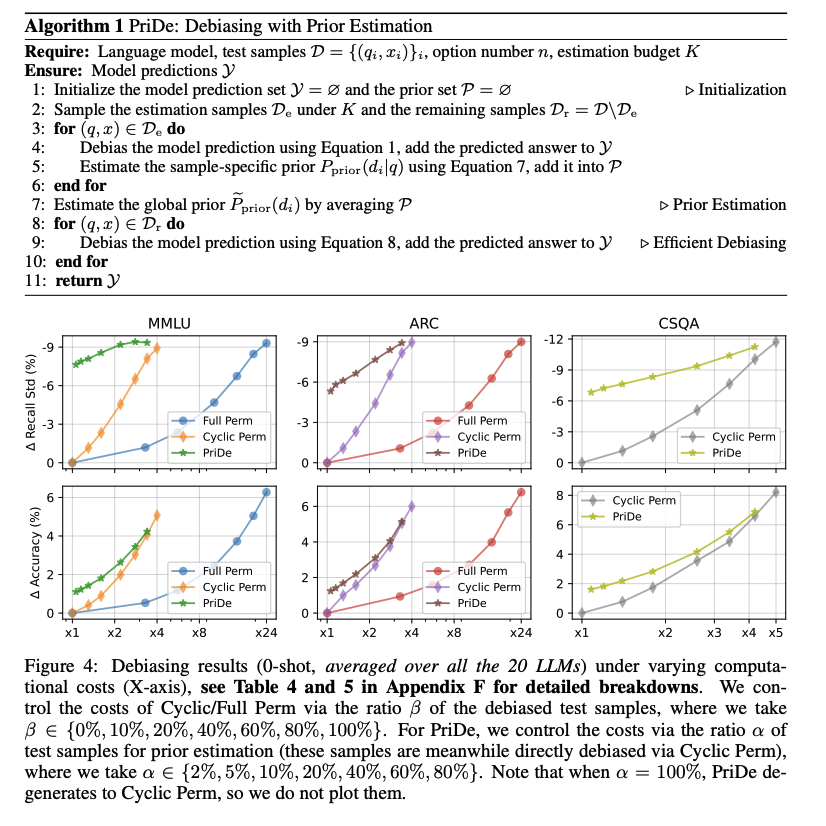 Algorithm 1 PriDe: Debiasing with Prior Estimation
Require: Language model, test samples 𝒟 = {(qᵢ, xᵢ)}ᵢ, option number n, estimation budget K
Ensure: Model predictions 𝒴
1: Initialize the model prediction set 𝒴 = ∅ and the prior set 𝒫 = ∅ ▷ Initialization
2: Sample the estimation samples 𝒟ₑ under K and the remaining samples 𝒟ᵣ = 𝒟\𝒟ₑ
3: for (q, x) ∈ 𝒟ₑ do
4: Debias the model prediction using Equation 1, add the predicted answer to 𝒴
5: Estimate the sample-specific prior P_prior(dᵢ|q) using Equation 7, add it into 𝒫
6: end for
7: Estimate the global prior P̃_prior(dᵢ) by averaging 𝒫 ▷ Prior Estimation
8: for (q, x) ∈ 𝒟ᵣ do
9: Debias the model prediction using Equation 8, add the predicted answer to 𝒴 ▷ Efficient Debiasing
10: end for
11: return 𝒴
MMLU
Δ Recall Std (%)
-9
-6
-3
0
Full Perm
Cyclic Perm
PriDe
ARC
-9
-6
-3
0
Full Perm
Cyclic Perm
PriDe
CSQA
-12
-9
-6
-3
0
Cyclic Perm
PriDe
Δ Accuracy (%)
6
4
2
0
Full Perm
Cyclic Perm
PriDe
x1 x2 x4 x8 x24
6
4
2
0
Full Perm
Cyclic Perm
PriDe
x1 x2 x4 x8 x24
8
6
4
2
0
Cyclic Perm
PriDe
x1 x2 x3 x4 x5
Figure 4: Debiasing results (0-shot, averaged over all the 20 LLMs) under varying computa-
tional costs (X-axis), see Table 4 and 5 in Appendix F for detailed breakdowns. We con-
trol the costs of Cyclic/Full Perm via the ratio β of the debiased test samples, where we take
β ∈ {0%, 10%, 20%, 40%, 60%, 80%, 100%}. For PriDe, we control the costs via the ratio α of
test samples for prior estimation (these samples are meanwhile directly debiased via Cyclic Perm),
where we take α ∈ {2%, 5%, 10%, 20%, 40%, 60%, 80%}. Note that when α = 100%, PriDe de-
generates to Cyclic Perm, so we do not plot them.